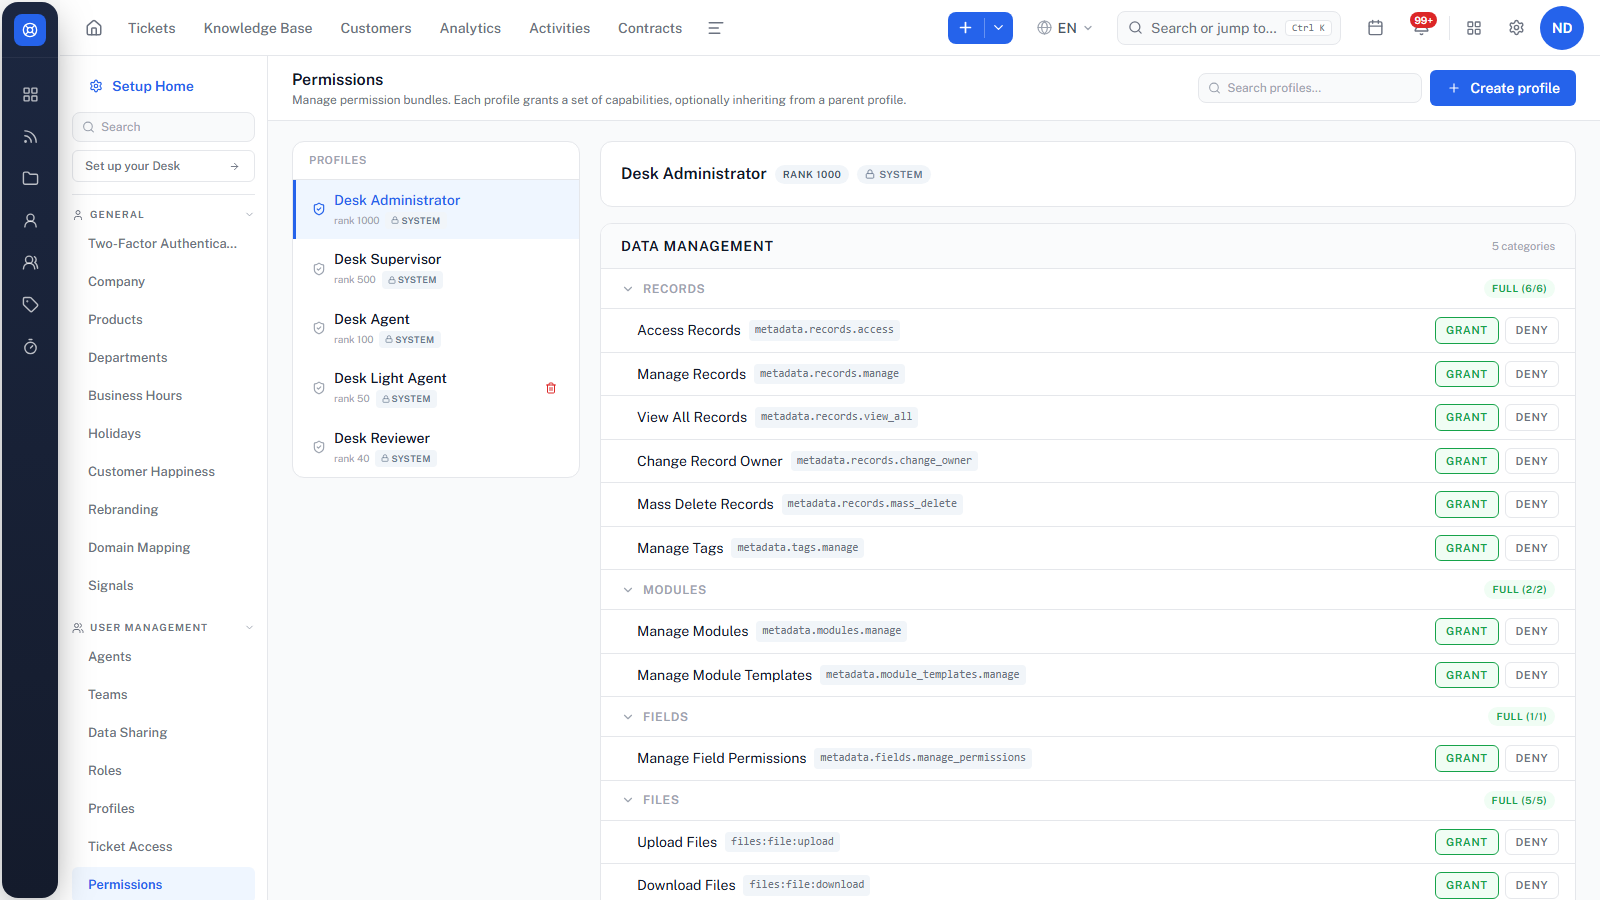 Tickets
Knowledge Base
Customers
Analytics
Activities
Contracts
EN
Search or jump to...
Ctrl K
99+
ND
Setup Home
Search
Set up your Desk
GENERAL
Two-Factor Authentica...
Company
Products
Departments
Business Hours
Holidays
Customer Happiness
Rebranding
Domain Mapping
Signals
USER MANAGEMENT
Agents
Teams
Data Sharing
Roles
Profiles
Ticket Access
Permissions
Permissions
Manage permission bundles. Each profile grants a set of capabilities, optionally inheriting from a parent profile.
Search profiles...
Create profile
PROFILES
Desk Administrator
rank 1000 SYSTEM
Desk Supervisor
rank 500 SYSTEM
Desk Agent
rank 100 SYSTEM
Desk Light Agent
rank 50 SYSTEM
Desk Reviewer
rank 40 SYSTEM
Desk Administrator RANK 1000 SYSTEM
DATA MANAGEMENT 5 categories
RECORDS FULL (6/6)
Access Records metadata.records.access GRANT DENY
Manage Records metadata.records.manage GRANT DENY
View All Records metadata.records.view_all GRANT DENY
Change Record Owner metadata.records.change_owner GRANT DENY
Mass Delete Records metadata.records.mass_delete GRANT DENY
Manage Tags metadata.tags.manage GRANT DENY
MODULES FULL (2/2)
Manage Modules metadata.modules.manage GRANT DENY
Manage Module Templates metadata.module_templates.manage GRANT DENY
FIELDS FULL (1/1)
Manage Field Permissions metadata.fields.manage_permissions GRANT DENY
FILES FULL (5/5)
Upload Files files:file:upload GRANT DENY
Download Files files:file:download GRANT DENY